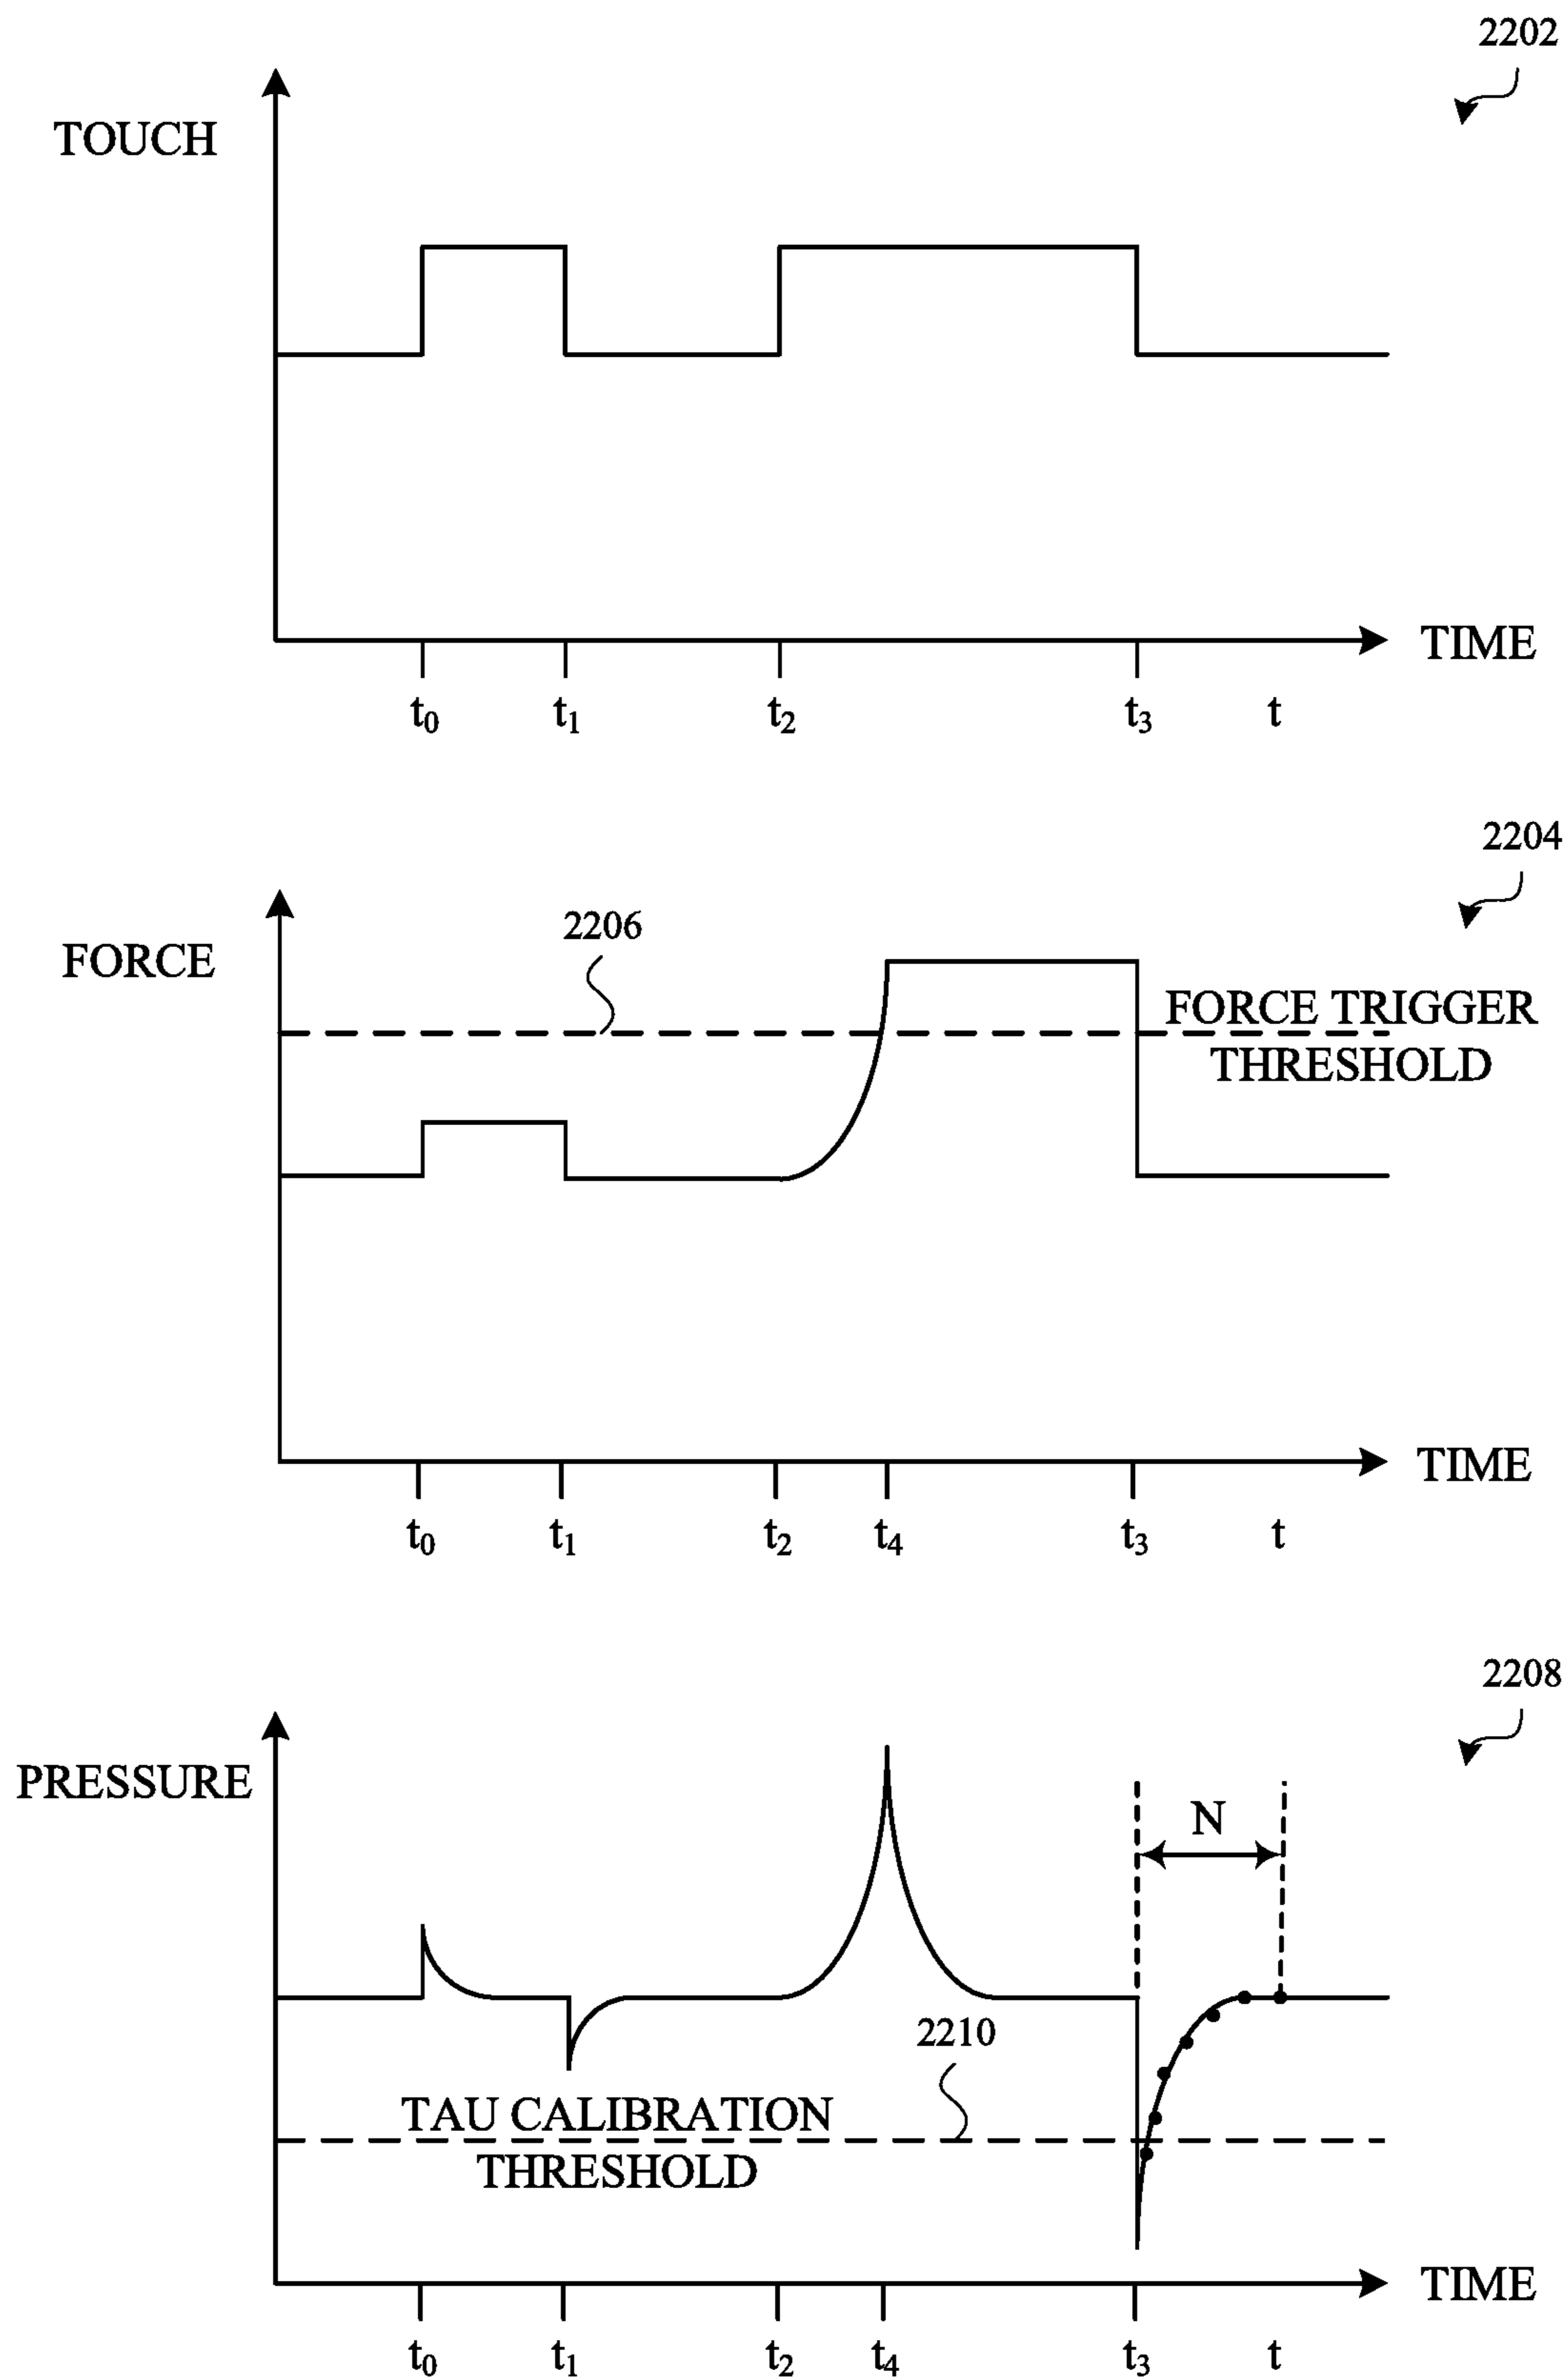 2202
TOUCH
TIME
t0 t1 t2 t3 t
2204
2206
FORCE
FORCE TRIGGER
THRESHOLD
TIME
t0 t1 t2 t4 t3 t
2208
PRESSURE
N
2210
TAU CALIBRATION
THRESHOLD
TIME
t0 t1 t2 t4 t3 t